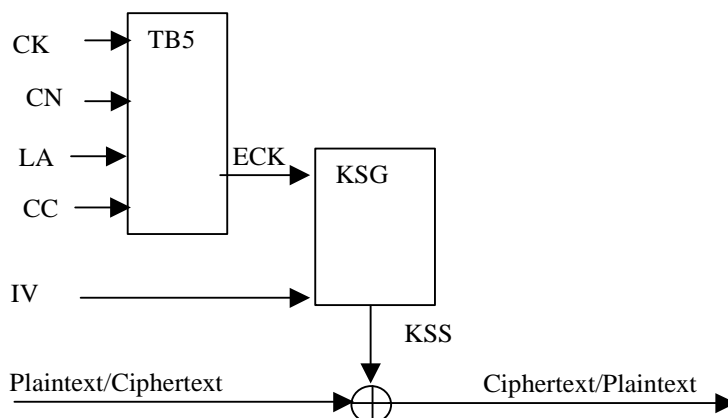 CK
TB5
CN
LA
ECK
KSG
CC
IV
KSS
Plaintext/Ciphertext
Ciphertext/Plaintext